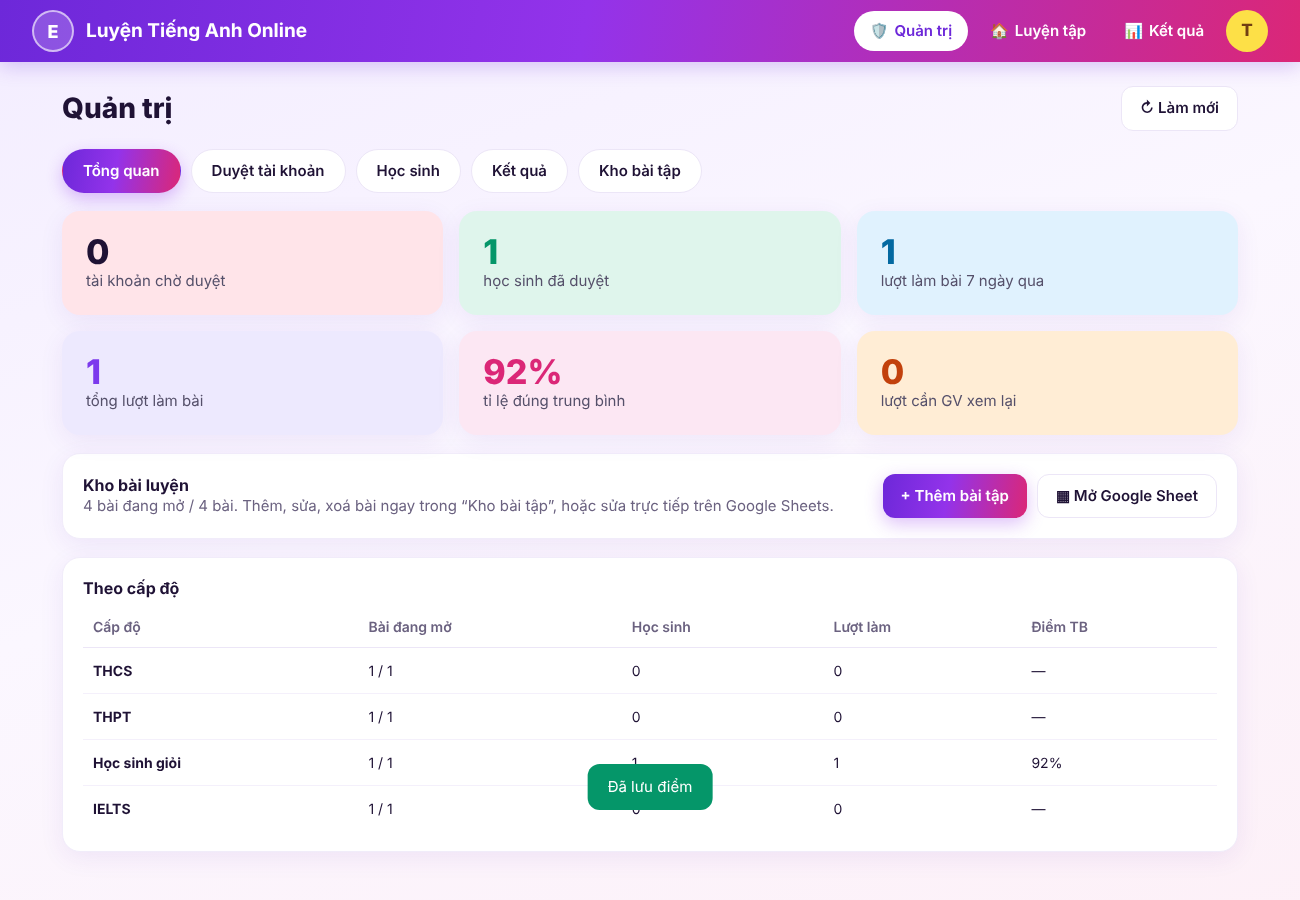 E Luyện Tiếng Anh Online
🛡️ Quản trị 🏠 Luyện tập 📊 Kết quả T
Quản trị
↻ Làm mới
Tổng quan Duyệt tài khoản Học sinh Kết quả Kho bài tập
0
tài khoản chờ duyệt
1
học sinh đã duyệt
1
lượt làm bài 7 ngày qua
1
tổng lượt làm bài
92%
tỉ lệ đúng trung bình
0
lượt cần GV xem lại
Kho bài luyện
4 bài đang mở / 4 bài. Thêm, sửa, xoá bài ngay trong “Kho bài tập”, hoặc sửa trực tiếp trên Google Sheets.
+ Thêm bài tập ▦ Mở Google Sheet
Theo cấp độ
Cấp độ Bài đang mở Học sinh Lượt làm Điểm TB
THCS 1 / 1 0 0 —
THPT 1 / 1 0 0 —
Học sinh giỏi 1 / 1 1 1 92%
Đã lưu điểm
IELTS 1 / 1 0 0 —